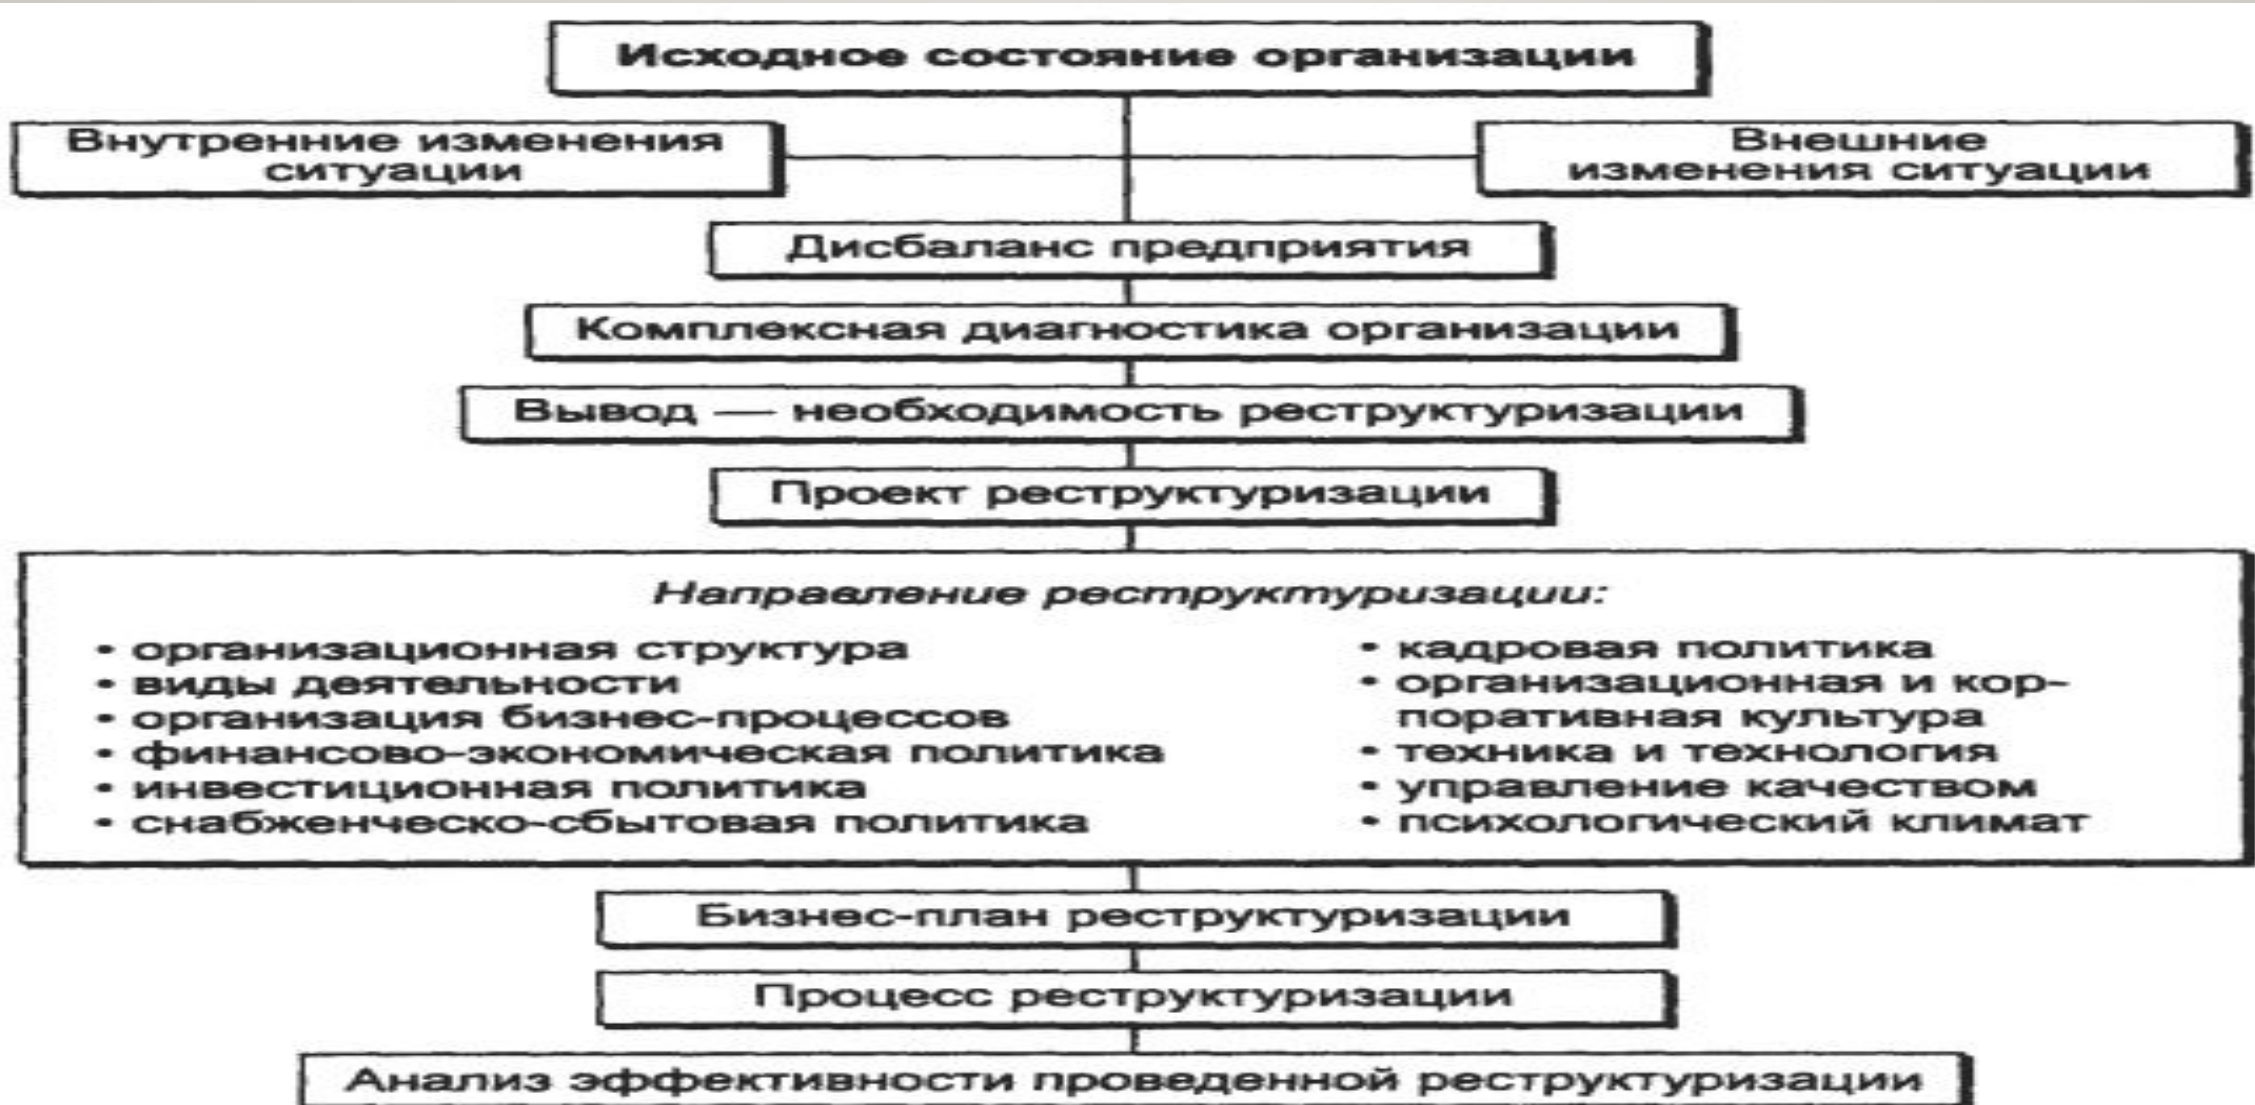 Исходное состояние организации
Внутренние изменения
ситуации
Внешние
изменения ситуации
Дисбаланс предприятия
Комплексная диагностика организации
Вывод — необходимость реструктуризации
Проект реструктуризации
Направление реструктуризации:
• организационная структура
• виды деятельности
• организация бизнес-процессов
• финансово-экономическая политика
• инвестиционная политика
• снабженческо-сбытовая политика
• кадровая политика
• организационная и кор-
поративная культура
• техника и технология
• управление качеством
• психологический климат
Бизнес-план реструктуризации
Процесс реструктуризации
Анализ эффективности проведенной реструктуризации